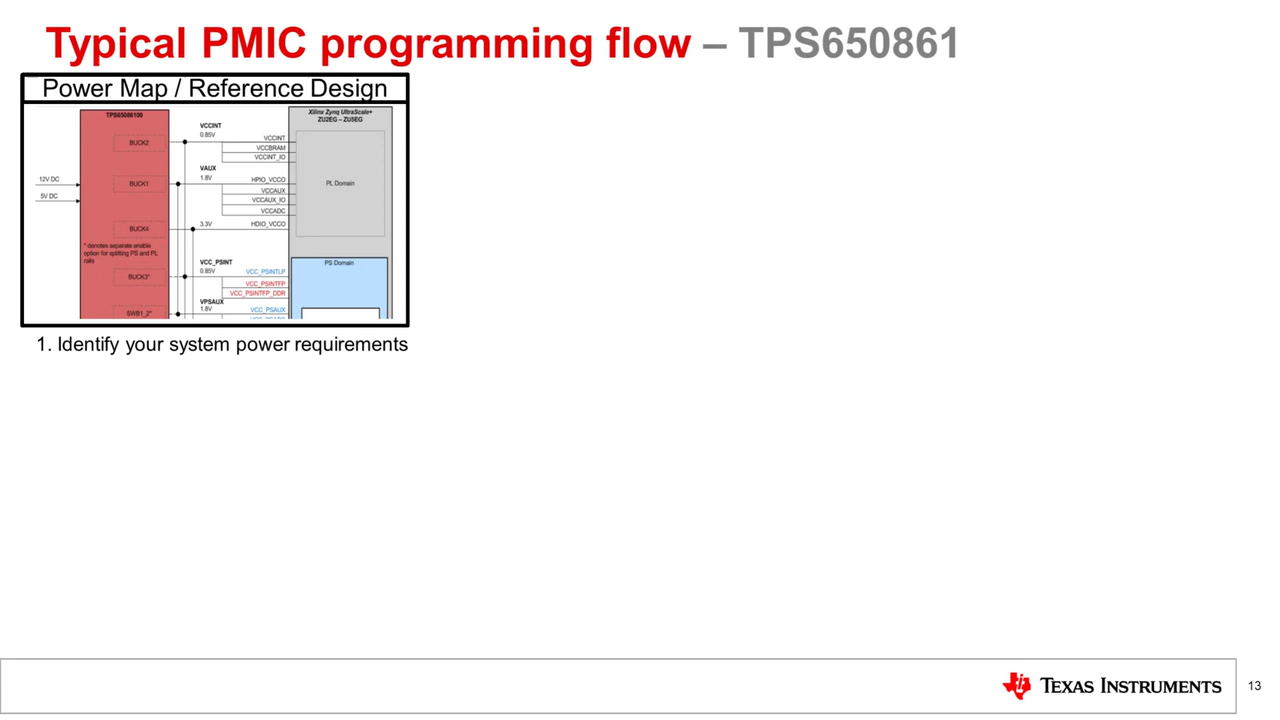 Typical PMIC programming flow – TPS650861
Power Map / Reference Design
TPS65086100
Xilinx Zynq UltraScale+
ZU2EG – ZU5EG
VCCINT
0.85V
BUCK2
VCCINT
VCCBRAM
VCCINT_IO
VAUX
1.8V
12V DC
BUCK1
HPIO_VCCO
PL Domain
VCCAUX
5V DC
VCCAUX_IO
VCCADC
BUCK4
3.3V
HDIO_VCCO
* denotes separate enable
option for splitting PS and PL
rails
VCC_PSINT
0.85V
VCC_PSINTLP
PS Domain
BUCK3*
VCC_PSINTFP
VCC_PSINTFP_DDR
VPSAUX
1.8V
SWB1_2*
VCC_PSAUX
1. Identify your system power requirements
TEXAS INSTRUMENTS
13